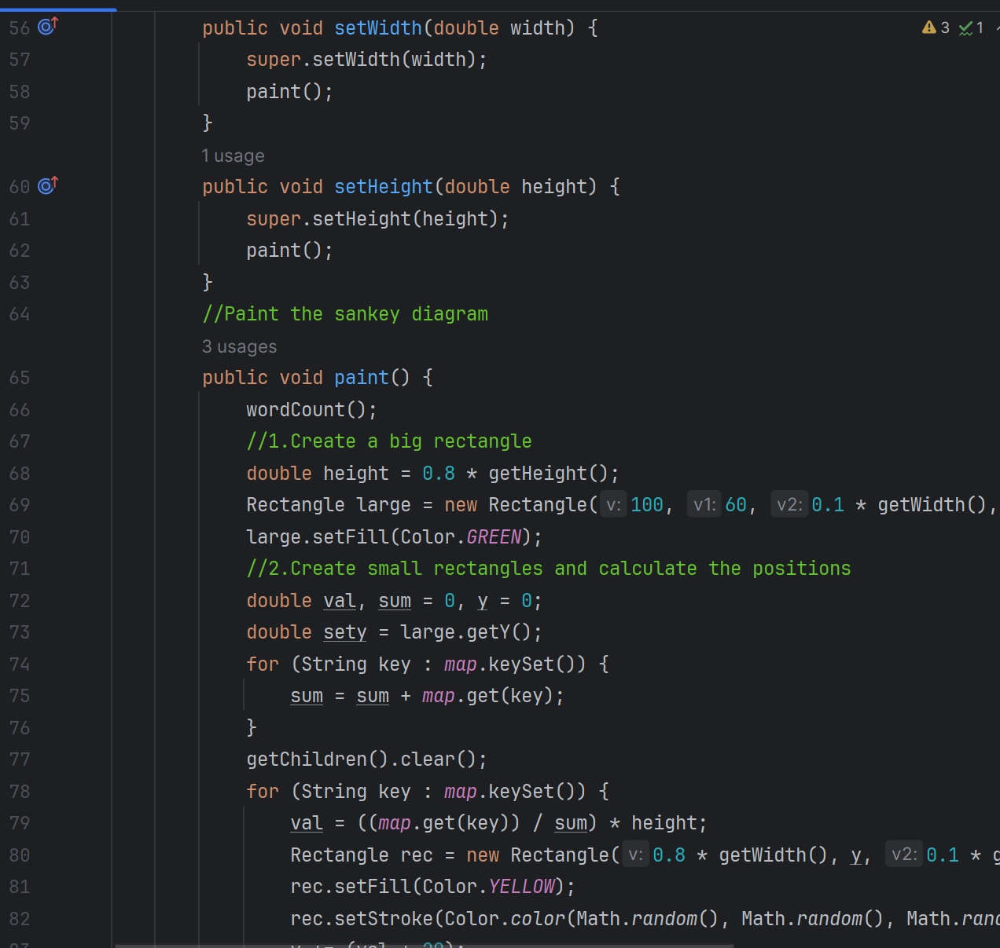 56 public void setWidth(double width) { 3 1
57 super.setWidth(width);
58 paint();
59 }
1 usage
60 public void setHeight(double height) {
61 super.setHeight(height);
62 paint();
63 }
64 //Paint the sankey diagram
3 usages
65 public void paint() {
66 wordCount();
67 //1.Create a big rectangle
68 double height = 0.8 * getHeight();
69 Rectangle large = new Rectangle( v: 100, v1: 60, v2: 0.1 * getWidth(),
70 large.setFill(Color.GREEN);
71 //2.Create small rectangles and calculate the positions
72 double val, sum = 0, y = 0;
73 double sety = large.getY();
74 for (String key : map.keySet()) {
75 sum = sum + map.get(key);
76 }
77 getChildren().clear();
78 for (String key : map.keySet()) {
79 val = ((map.get(key)) / sum) * height;
80 Rectangle rec = new Rectangle( v: 0.8 * getWidth(), y, v2: 0.1 * g
81 rec.setFill(Color.YELLOW);
82 rec.setStroke(Color.color(Math.random(), Math.random(), Math.rand